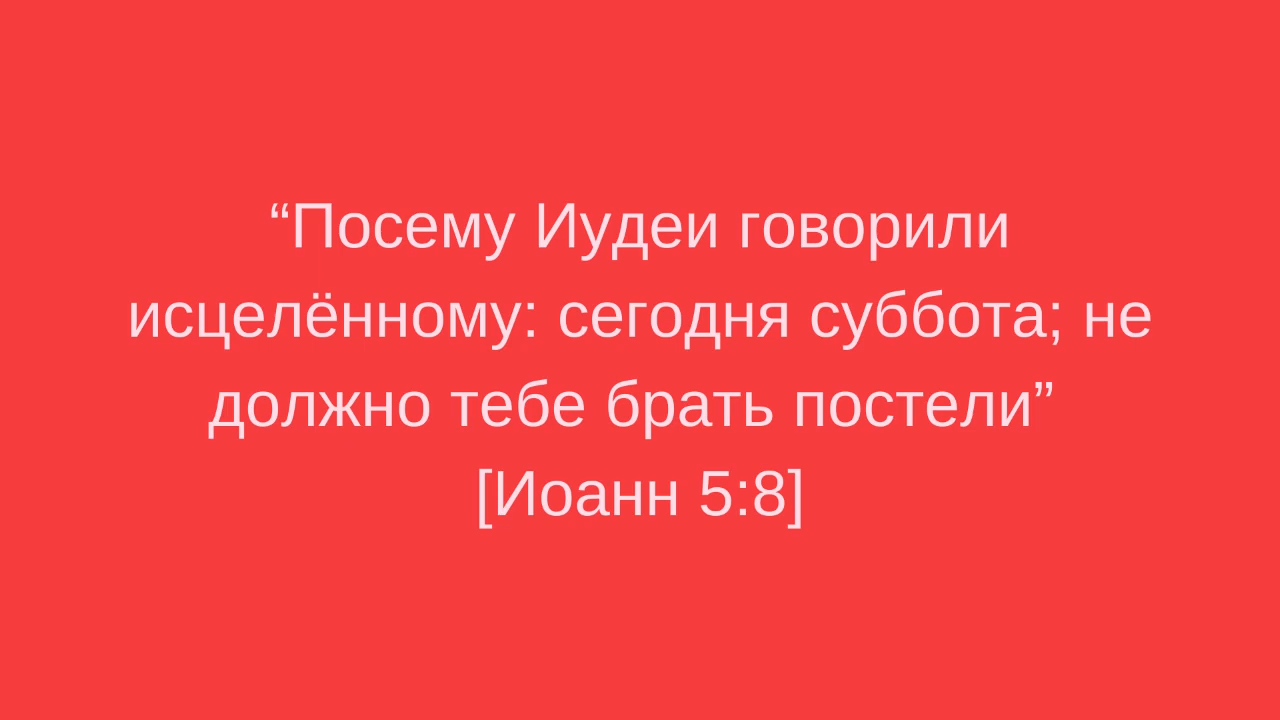 “Посему Иудеи говорили
исцелённому: сегодня суббота; не
должно тебе брать постели”
[Иоанн 5:8]